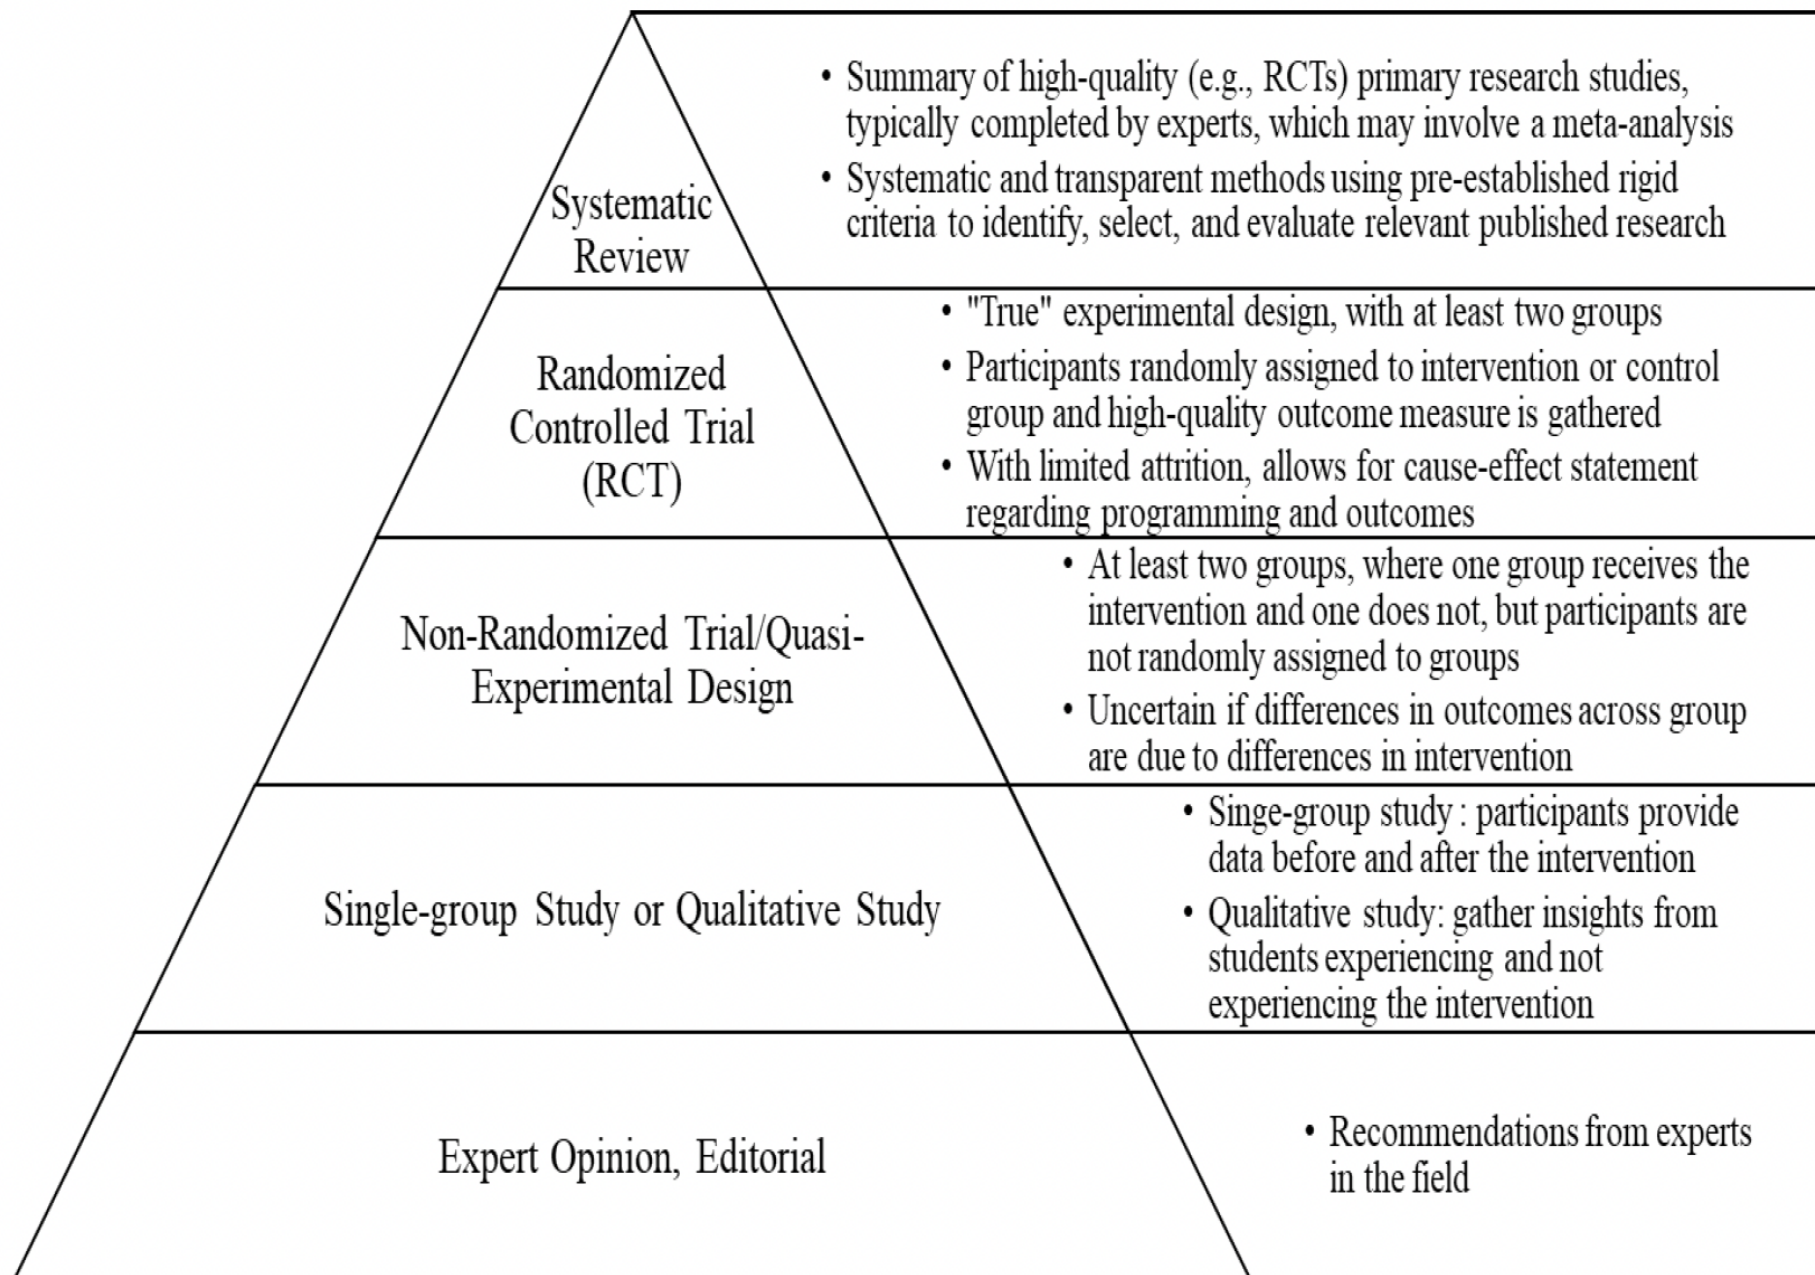 Systematic
Review
• Summary of high-quality (e.g., RCTs) primary research studies,
typically completed by experts, which may involve a meta-analysis
• Systematic and transparent methods using pre-established rigid
criteria to identify, select, and evaluate relevant published research
Randomized
Controlled Trial
(RCT)
• "True" experimental design, with at least two groups
• Participants randomly assigned to intervention or control
group and high-quality outcome measure is gathered
• With limited attrition, allows for cause-effect statement
regarding programming and outcomes
Non-Randomized Trial/Quasi-
Experimental Design
• At least two groups, where one group receives the
intervention and one does not, but participants are
not randomly assigned to groups
• Uncertain if differences in outcomes across group
are due to differences in intervention
Single-group Study or Qualitative Study
• Singe-group study : participants provide
data before and after the intervention
• Qualitative study: gather insights from
students experiencing and not
experiencing the intervention
Expert Opinion, Editorial
• Recommendations from experts
in the field